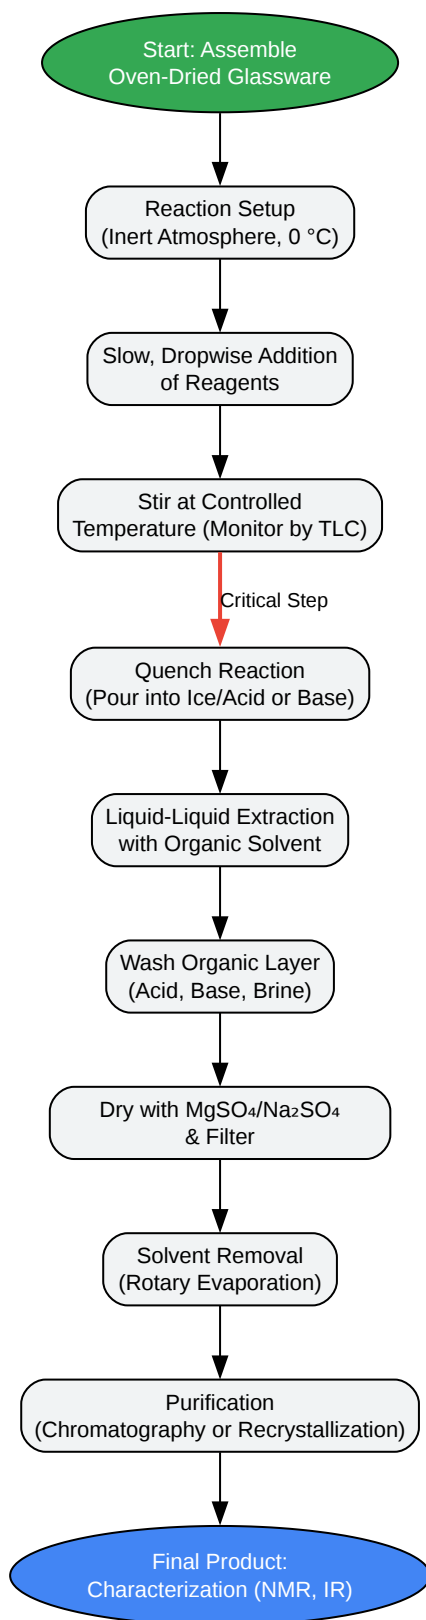 Start: Assemble
Oven-Dried Glassware
Reaction Setup
(Inert Atmosphere, 0 °C)
Slow, Dropwise Addition
of Reagents
Stir at Controlled
Temperature (Monitor by TLC)
Critical Step
Quench Reaction
(Pour into Ice/Acid or Base)
Liquid-Liquid Extraction
with Organic Solvent
Wash Organic Layer
(Acid, Base, Brine)
Dry with MgSO₄/Na₂SO₄
& Filter
Solvent Removal
(Rotary Evaporation)
Purification
(Chromatography or Recrystallization)
Final Product:
Characterization (NMR, IR)